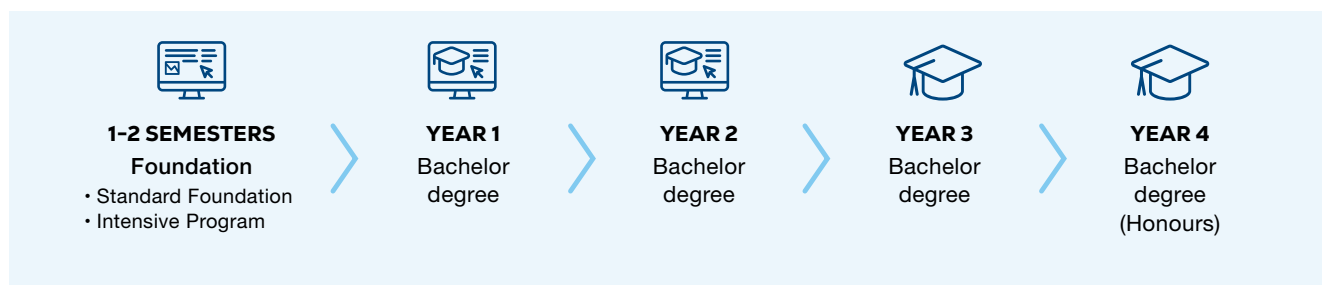 1–2 SEMESTERS
Foundation
• Standard Foundation
• Intensive Program
YEAR 1
Bachelor
degree
YEAR 2
Bachelor
degree
YEAR 3
Bachelor
degree
YEAR 4
Bachelor
degree
(Honours)